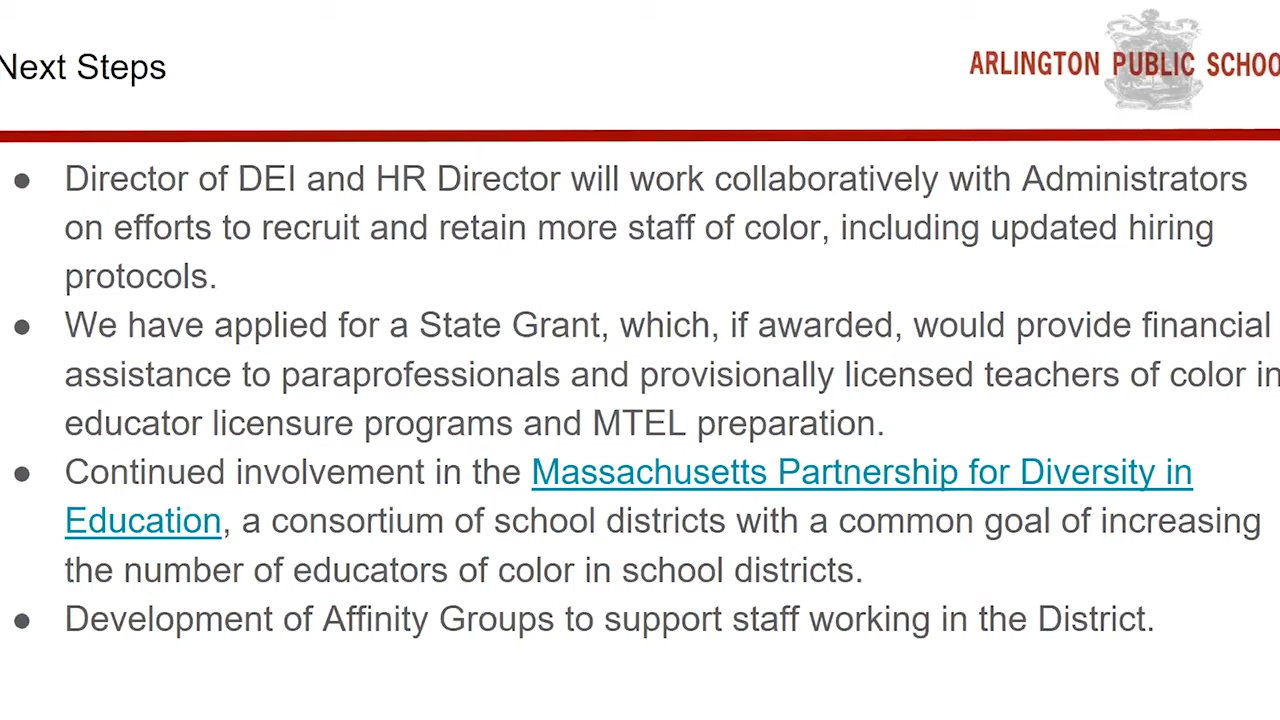 Next Steps
ARLINGTON PUBLIC SCHOO
● Director of DEI and HR Director will work collaboratively with Administrators
on efforts to recruit and retain more staff of color, including updated hiring
protocols.
● We have applied for a State Grant, which, if awarded, would provide financial
assistance to paraprofessionals and provisionally licensed teachers of color in
educator licensure programs and MTEL preparation.
● Continued involvement in the Massachusetts Partnership for Diversity in
Education, a consortium of school districts with a common goal of increasing
the number of educators of color in school districts.
● Development of Affinity Groups to support staff working in the District.